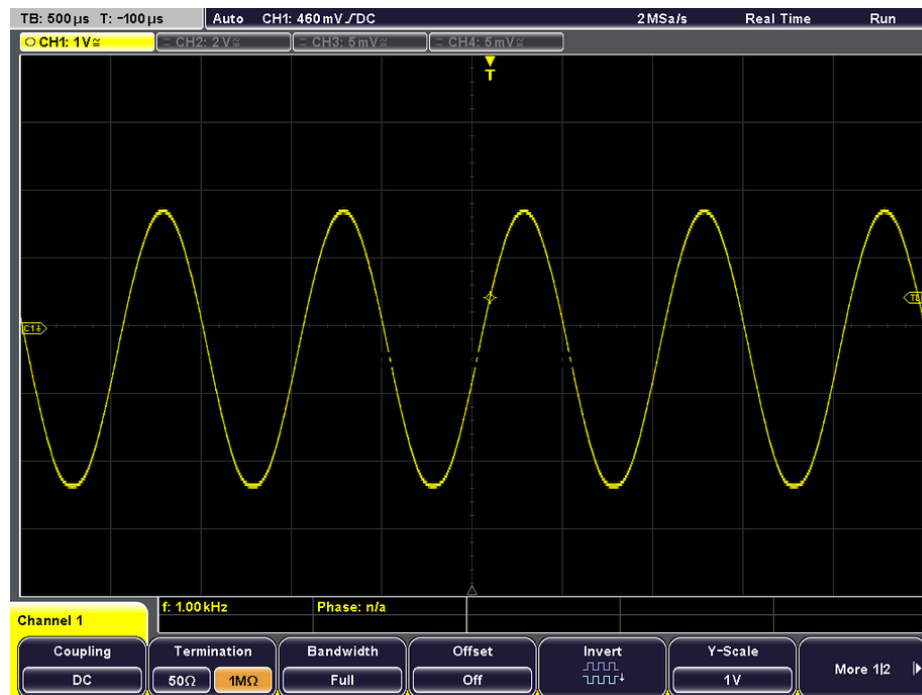 TB: 500 µs T: -100 µs Auto CH1: 460 mV / DC 2 MSa/s Real Time Run
CH1: 1 V≅ CH2: 2 V≅ CH3: 5 mV≅ CH4: 5 mV≅
T
C1
f: 1.00 kHz Phase: n/a
Channel 1
Coupling Termination Bandwidth Offset Invert Y-Scale More 1|2
DC 50Ω 1MΩ Full Off 1 V